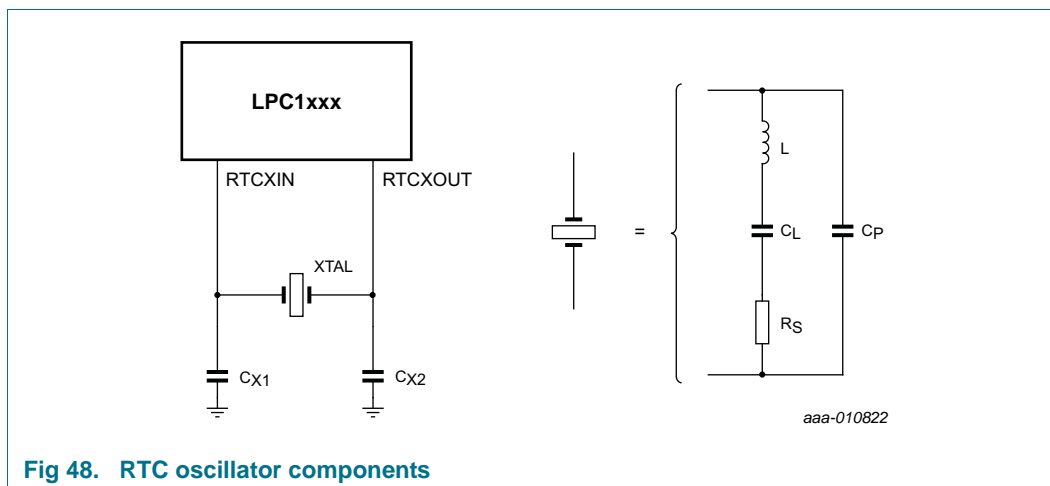 LPC1xxx
RTCXIN
RTCXOUT
XTAL
CX1
CX2
=
L
CL
CP
RS
aaa-010822
Fig 48. RTC oscillator components